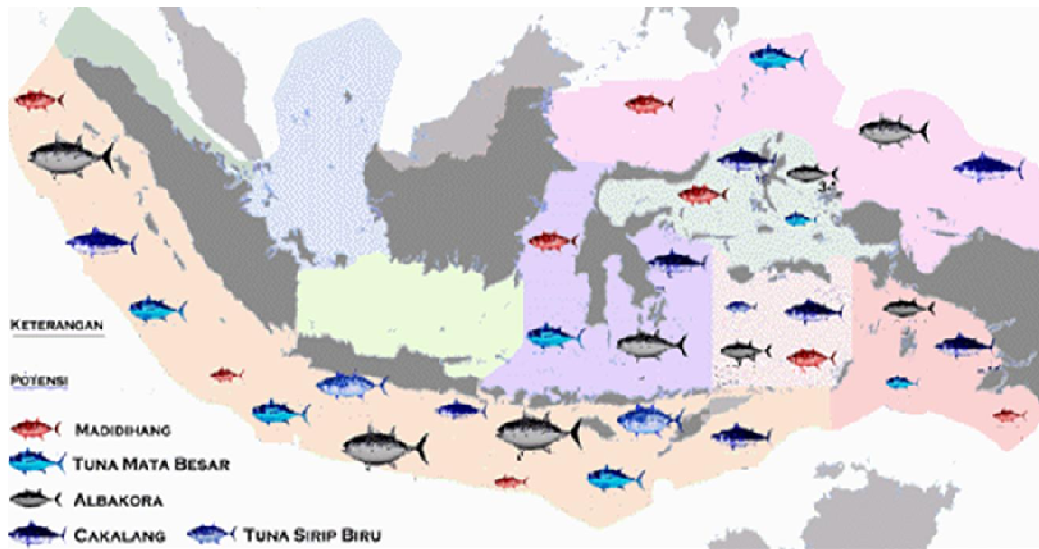 KETERANGAN
POTENSI
MADIDIHANG
TUNA MATA BESAR
ALBAKORA
CAKALANG
TUNA SIRIP BIRU